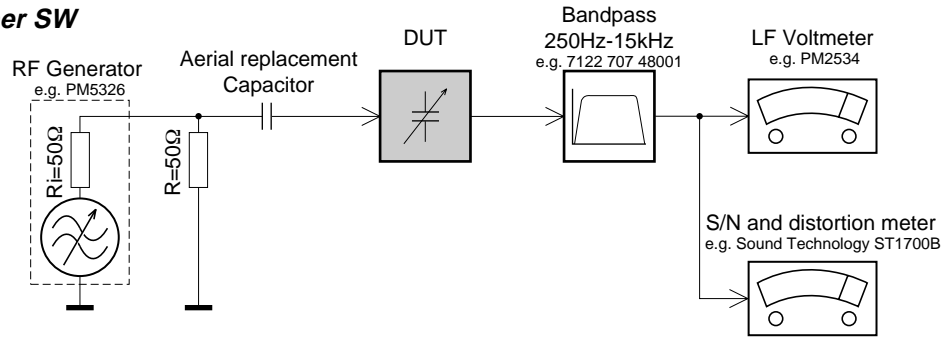 er SW
RF Generator
e.g. PM5326
Ri=50Ω
R=50Ω
Aerial replacement
Capacitor
DUT
Bandpass
250Hz-15kHz
e.g. 7122 707 48001
LF Voltmeter
e.g. PM2534
S/N and distortion meter
e.g. Sound Technology ST1700B